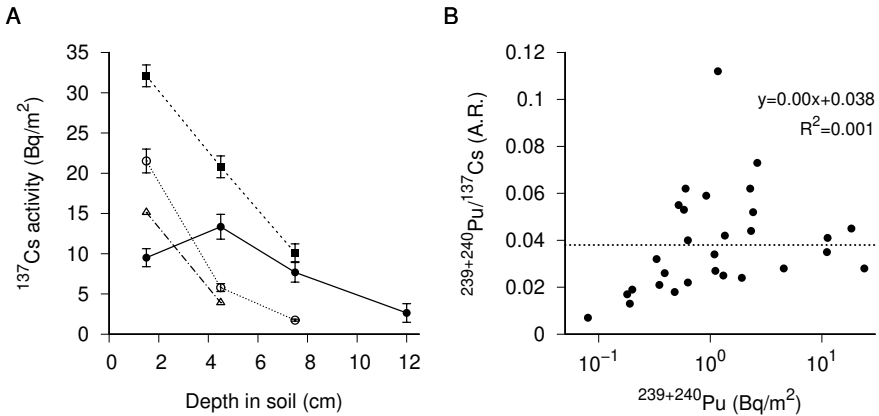 A
B
35
30
25
20
15
10
5
0
137Cs activity (Bq/m2)
0 2 4 6 8 10 12
Depth in soil (cm)
0.12
0.1
0.08
0.06
0.04
0.02
0
239+240Pu/137Cs (A.R.)
y=0.00x+0.038
R2=0.001
10−1 100 101
239+240Pu (Bq/m2)